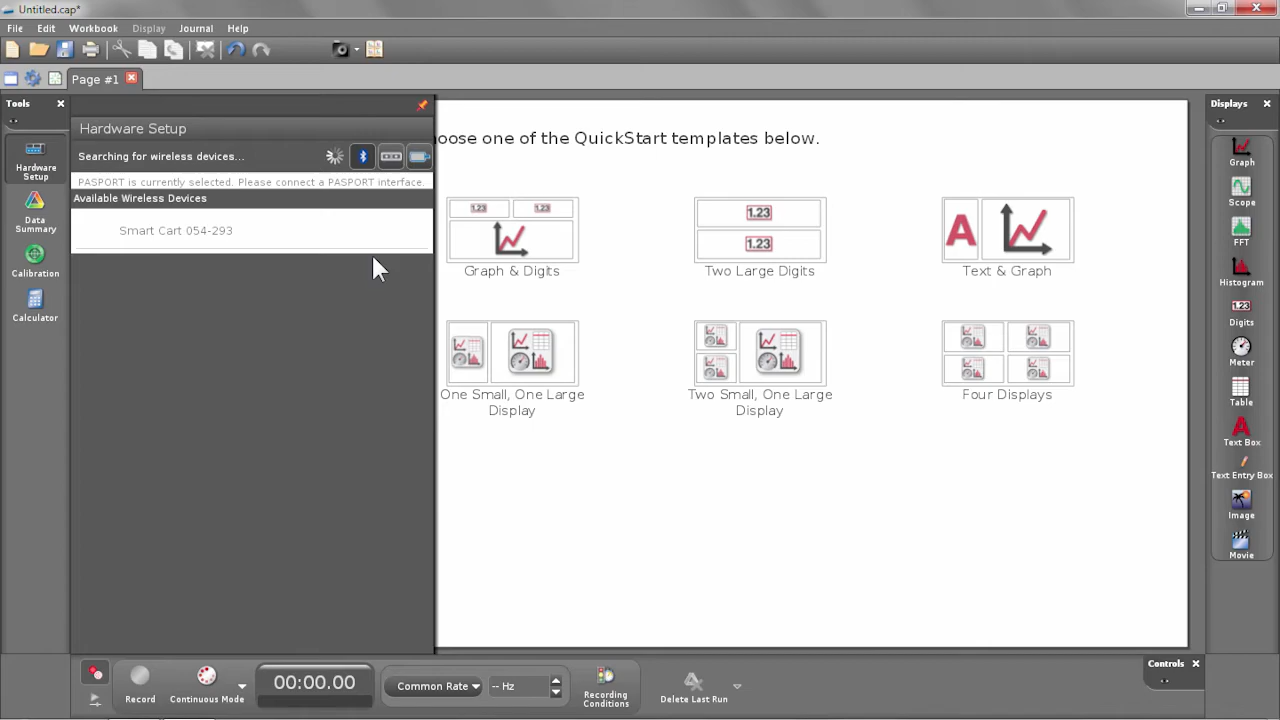 Untitled.cap*
File Edit Workbook Display Journal Help
Page #1
Tools
Hardware Setup
Data Summary
Calibration
Calculator
Hardware Setup
Searching for wireless devices...
PASPORT is currently selected. Please connect a PASPORT interface.
Available Wireless Devices
Smart Cart 054-293
oose one of the QuickStart templates below.
1.23 1.23
Graph & Digits
1.23
1.23
Two Large Digits
A
Text & Graph
One Small, One Large
Display
Two Small, One Large
Display
Four Displays
Displays
Graph
Scope
FFT
Histogram
1.23
Digits
Meter
Table
A
Text Box
Text Entry Box
Image
Movie
Record
Continuous Mode
00:00.00
Common Rate
-- Hz
Recording
Conditions
Delete Last Run
Controls